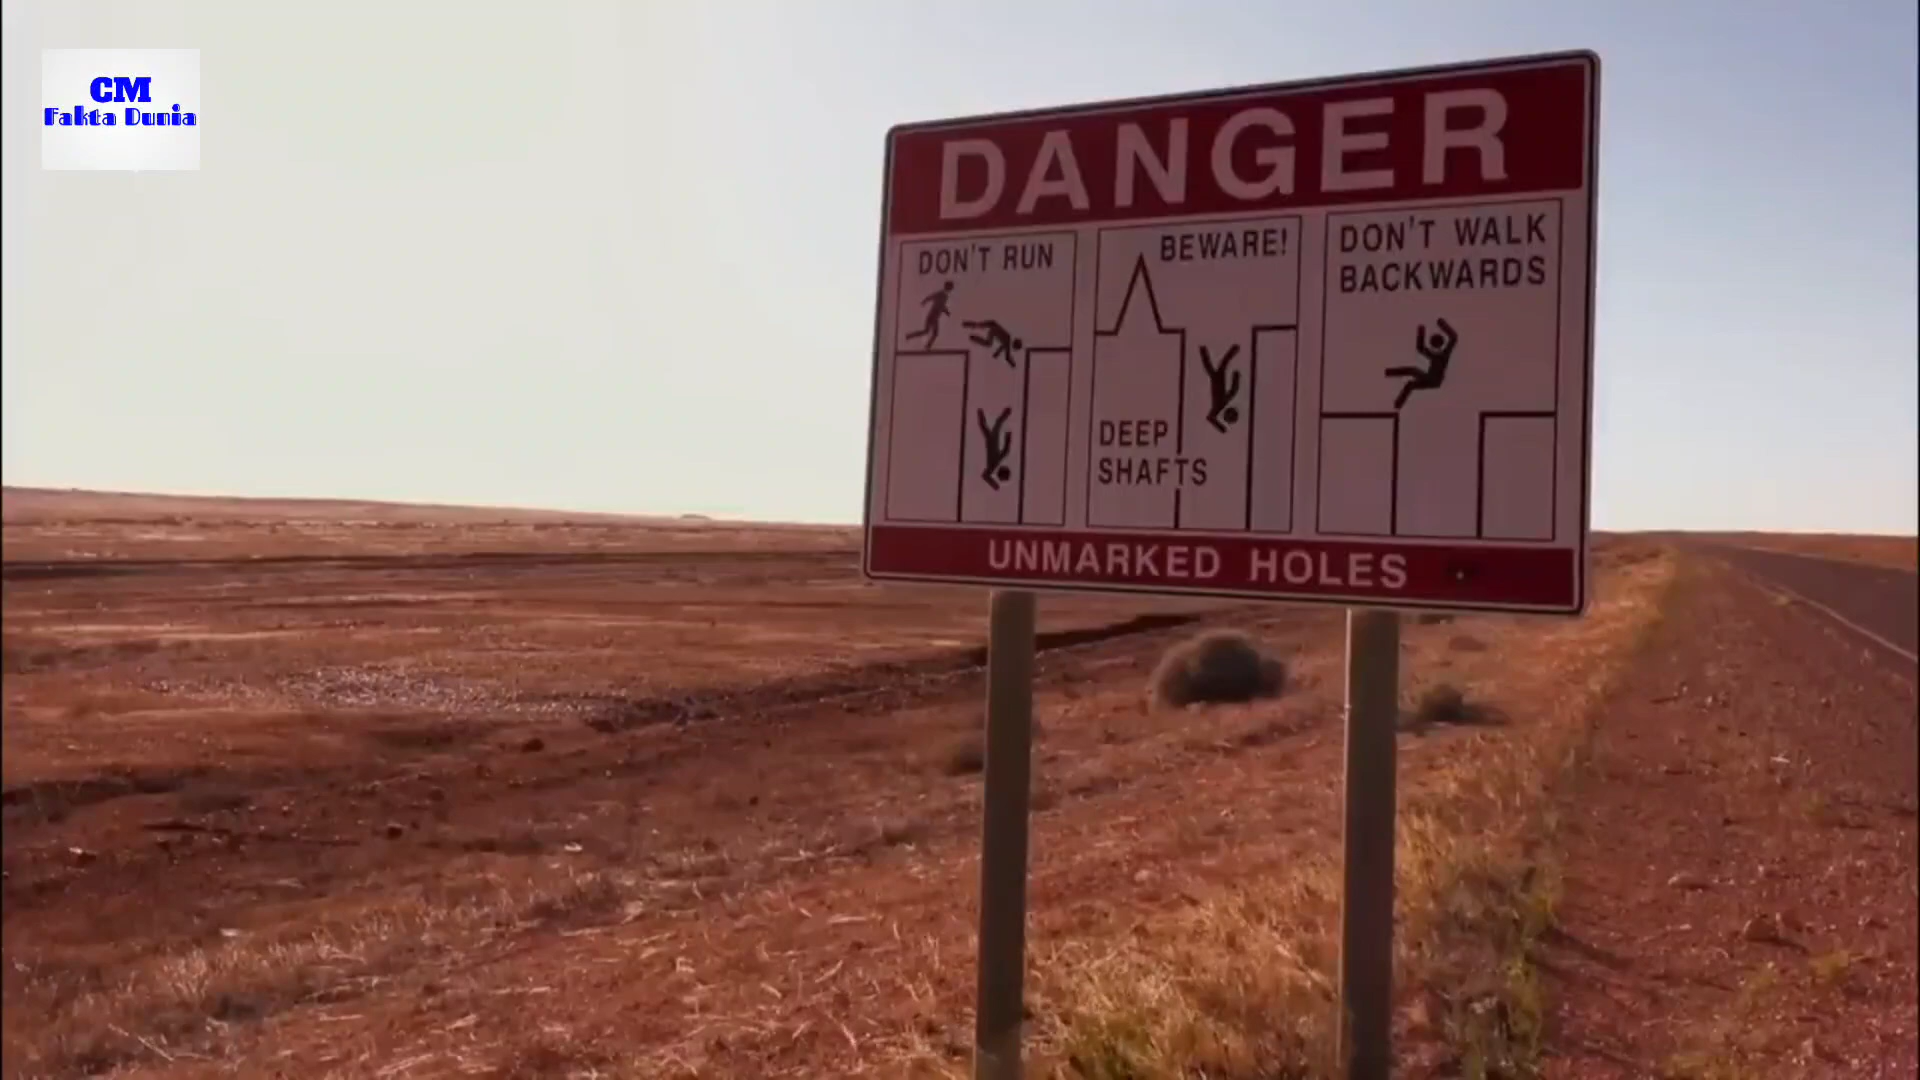 CM
Fakta Dunia
DANGER
DON'T RUN
BEWARE!
DEEP
SHAFTS
DON'T WALK
BACKWARDS
UNMARKED HOLES